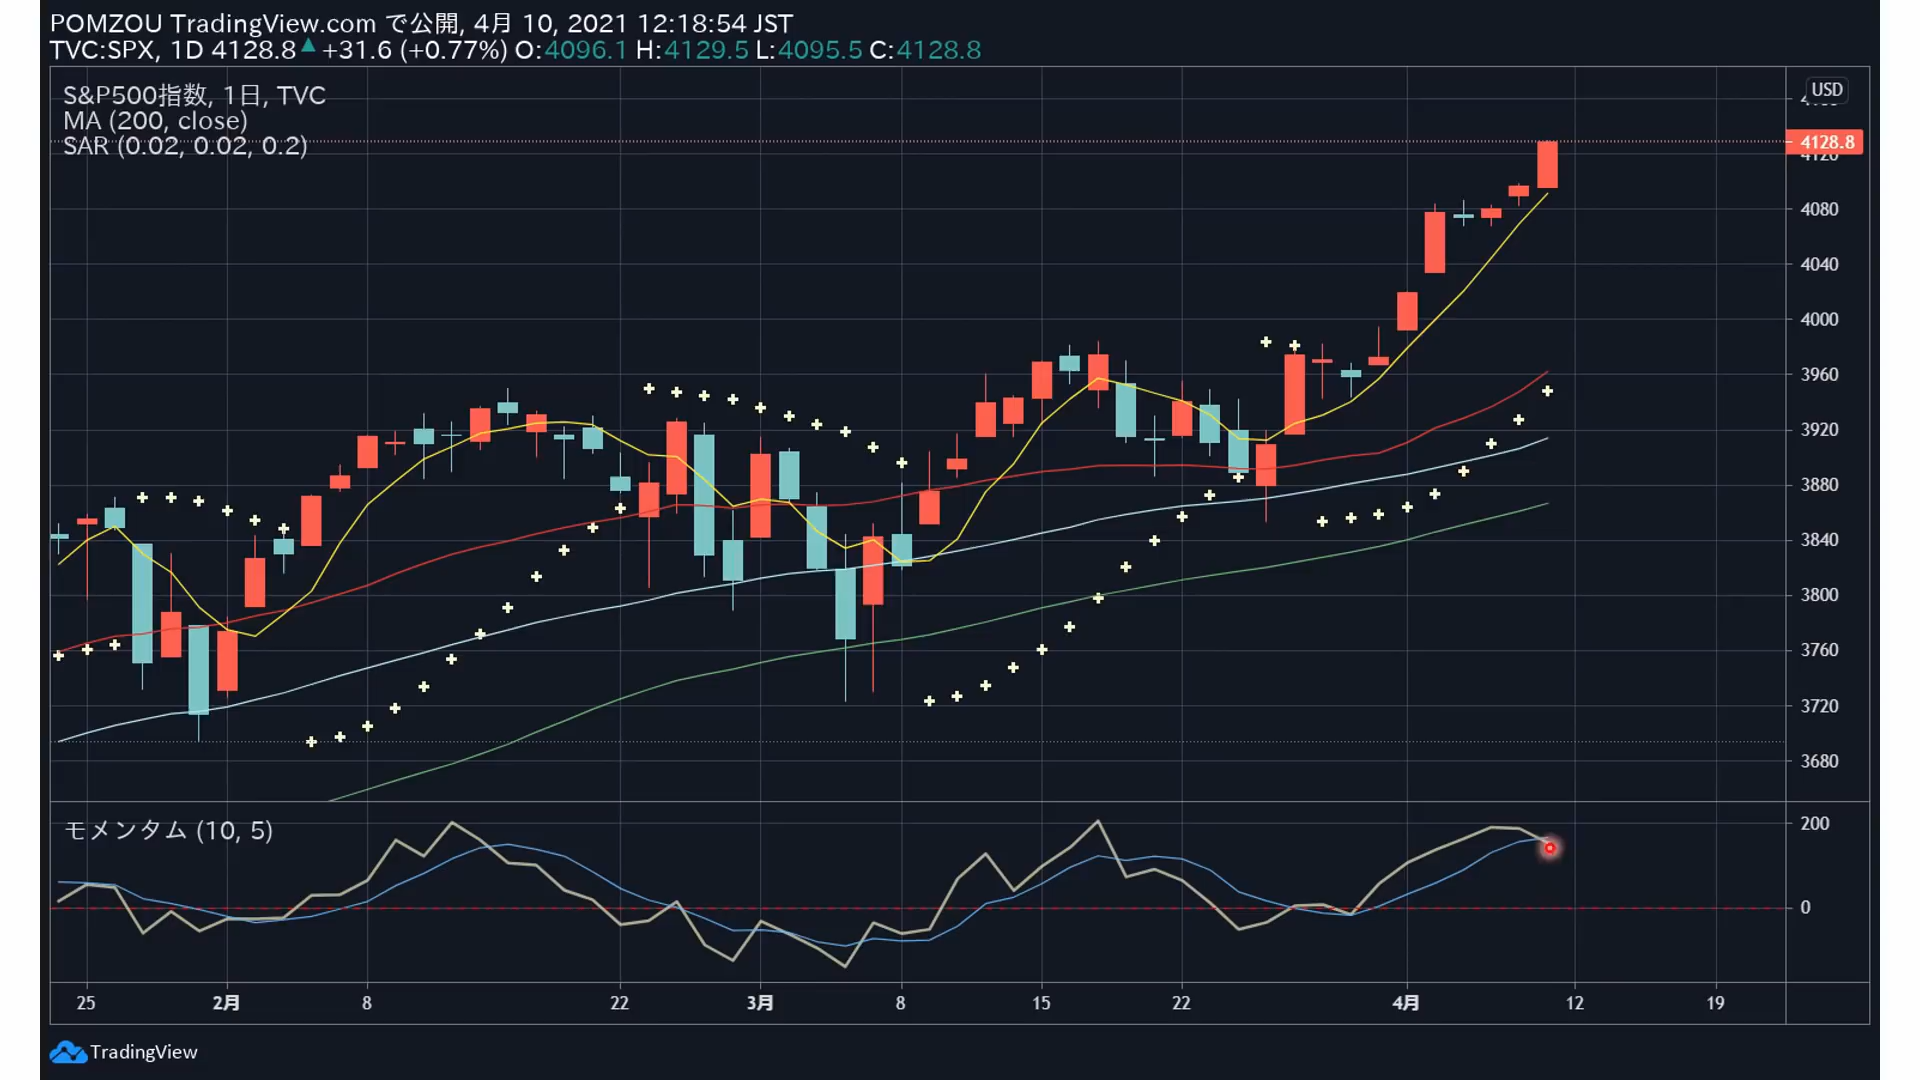 POMZOU TradingView.com で公開, 4月 10, 2021 12:18:54 JST
TVC:SPX, 1D 4128.8▲ +31.6 (+0.77%) O:4096.1 H:4129.5 L:4095.5 C:4128.8
S&P500指数, 1日, TVC
MA (200, close)
SAR (0.02, 0.02, 0.2)
USD
4128.8
4120
4080
4040
4000
3960
3920
3880
3840
3800
3760
3720
3680
モメンタム (10, 5)
200
0
25 2月 8 22 3月 8 15 22 4月 12 19
TradingView